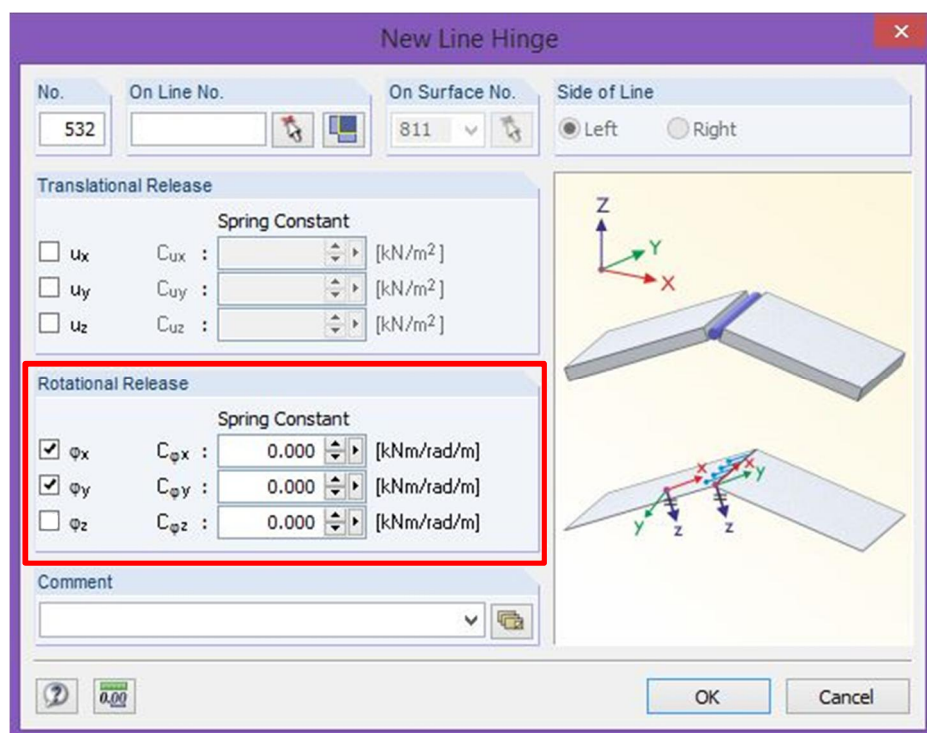 New Line Hinge
No. On Line No. On Surface No. Side of Line
532 811 Left Right
Translational Release
Spring Constant
ux Cux : [kN/m2]
uy Cuy : [kN/m2]
uz Cuz : [kN/m2]
Rotational Release
Spring Constant
φx Cφx : 0.000 [kNm/rad/m]
φy Cφy : 0.000 [kNm/rad/m]
φz Cφz : 0.000 [kNm/rad/m]
Comment
Z
Y
X
x x
y y
z z
0.00 OK Cancel